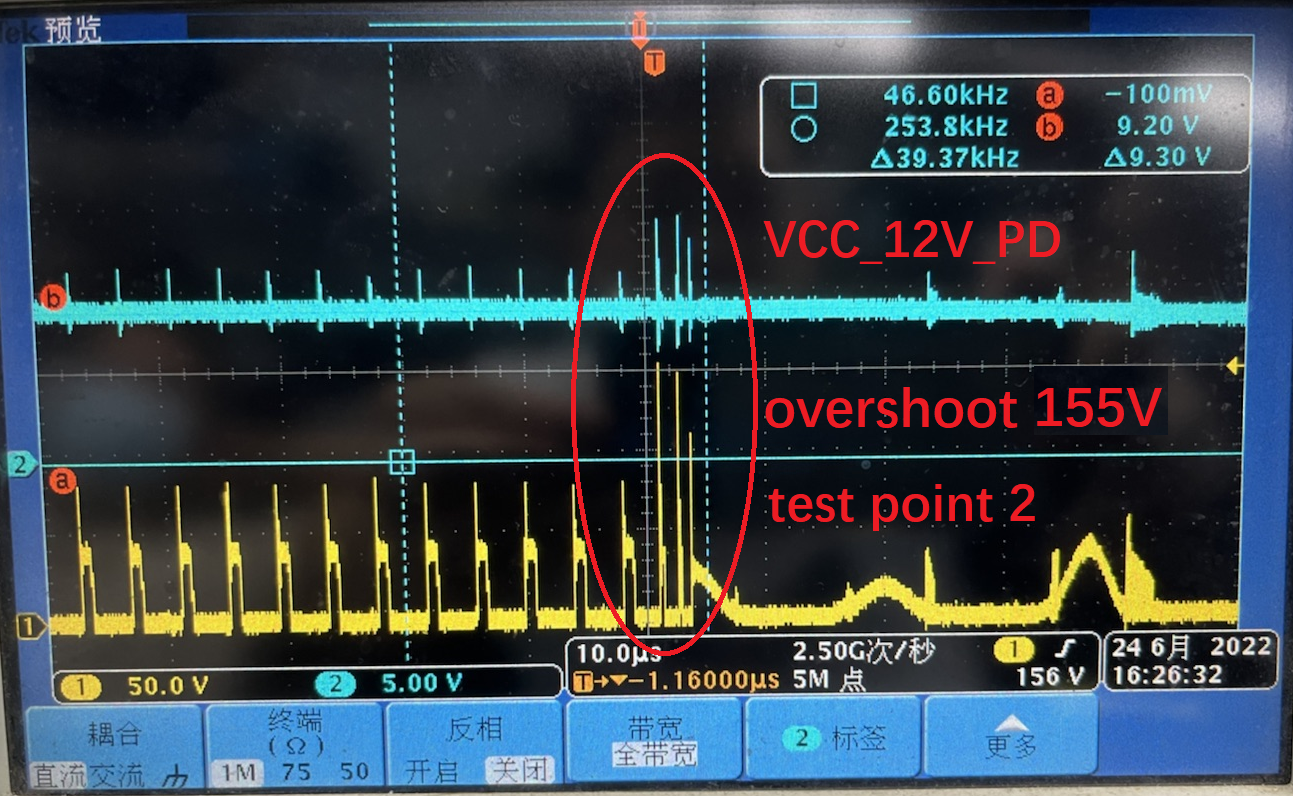 ek 预览
T
T
46.60kHz a -100mV
253.8kHz b 9.20 V
Δ39.37kHz Δ9.30 V
VCC_12V_PD
b
overshoot 155V
2
a
test point 2
1
10.0µs 2.50G次/秒 1 156 V
T→▼-1.16000µs 5M 点
24 6月 2022
16:26:32
1 50.0 V 2 5.00 V
耦合
直流 交流
终端
(Ω)
1M 75 50
反相
开启 关闭
带宽
全带宽
2 标签
更多